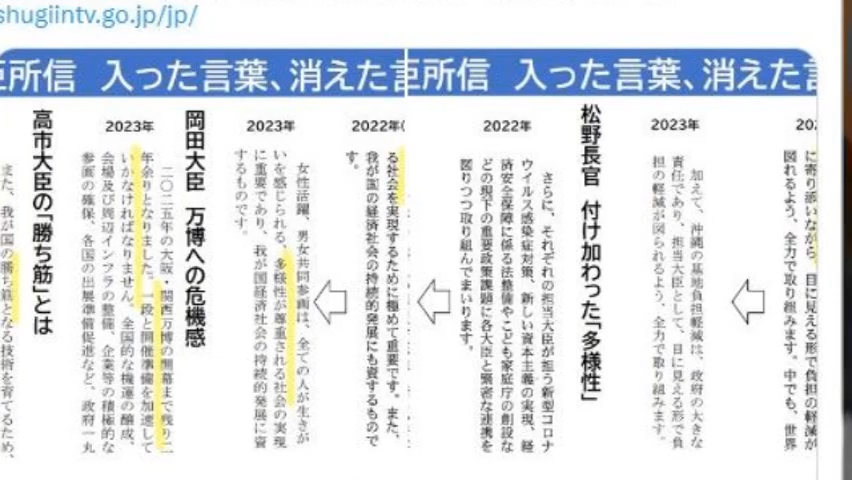 shugiintv.go.jp/jp/
臣所信 入った言葉、消えた言
2022年(
る社会を実現するために極めて重要です。また、
我が国の経済社会の持続的発展にも資するもので
す。
2023年
女性活躍、男女共同参画は、全ての人が生きが
いを感じられる、多様性が尊重される社会の実現
に重要であり、我が国経済社会の持続的発展に資
するものです。
岡田大臣 万博への危機感
2023年
二〇二五年の大阪・関西万博の開幕まで残り二
年余りとなりました。一段と開催準備を加速して
いかなければなりません。全国的な機運の醸成、
会場及び周辺インフラの整備、企業等の積極的な
参画の確保、各国の出展準備促進など、政府一丸
高市大臣の「勝ち筋」とは
また、我が国の勝ち筋となる技術を育てるため、
臣所信 入った言葉、消えた言
202
に寄り添いながら、目に見える形で負担の軽減が
図れるよう、全力で取り組みます。中でも、世界
2023年
加えて、沖縄の基地負担軽減は、政府の大きな
責任であり、担当大臣として、目に見える形で負
担の軽減が図られるよう、全力で取り組みます。
松野長官 付け加わった「多様性」
2022年
さらに、それぞれの担当大臣が担う新型コロナ
ウイルス感染症対策、新しい資本主義の実現、経
済安全保障に係る法整備やこども家庭庁の創設な
どの現下の重要政策課題に各大臣と緊密な連携を
図りつつ取り組んでまいります。